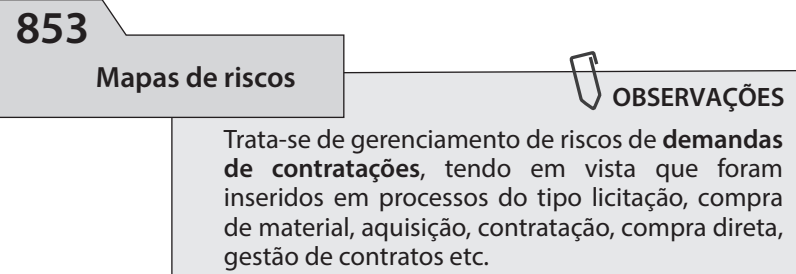 853
Mapas de riscos
OBSERVAÇÕES
Trata-se de gerenciamento de riscos de demandas
de contratações, tendo em vista que foram
inseridos em processos do tipo licitação, compra
de material, aquisição, contratação, compra direta,
gestão de contratos etc.